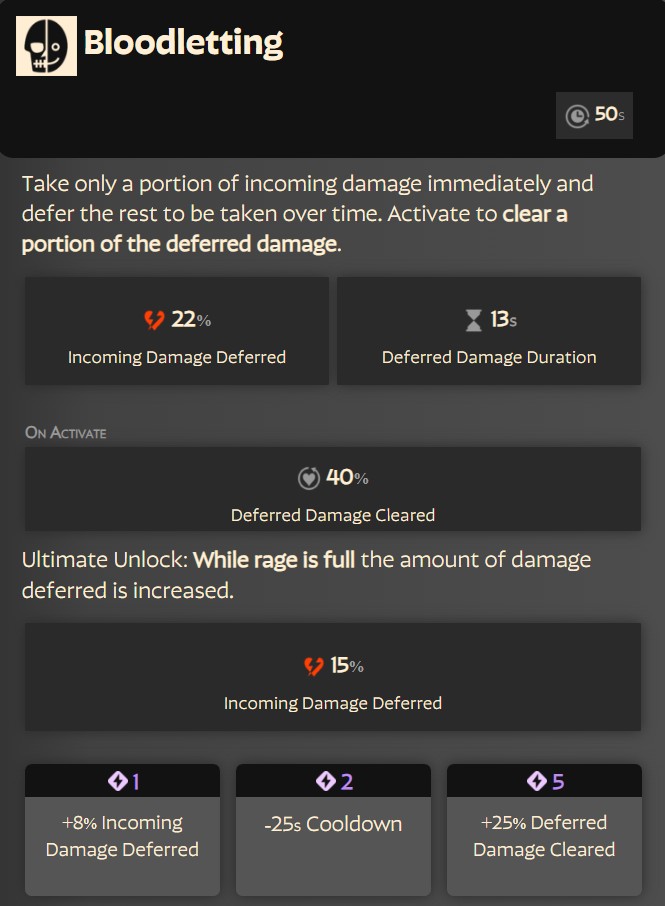 Bloodletting
50s
Take only a portion of incoming damage immediately and
defer the rest to be taken over time. Activate to clear a
portion of the deferred damage.
22%
Incoming Damage Deferred
13s
Deferred Damage Duration
On Activate
40%
Deferred Damage Cleared
Ultimate Unlock: While rage is full the amount of damage
deferred is increased.
15%
Incoming Damage Deferred
1
+8% Incoming
Damage Deferred
2
-25s Cooldown
5
+25% Deferred
Damage Cleared